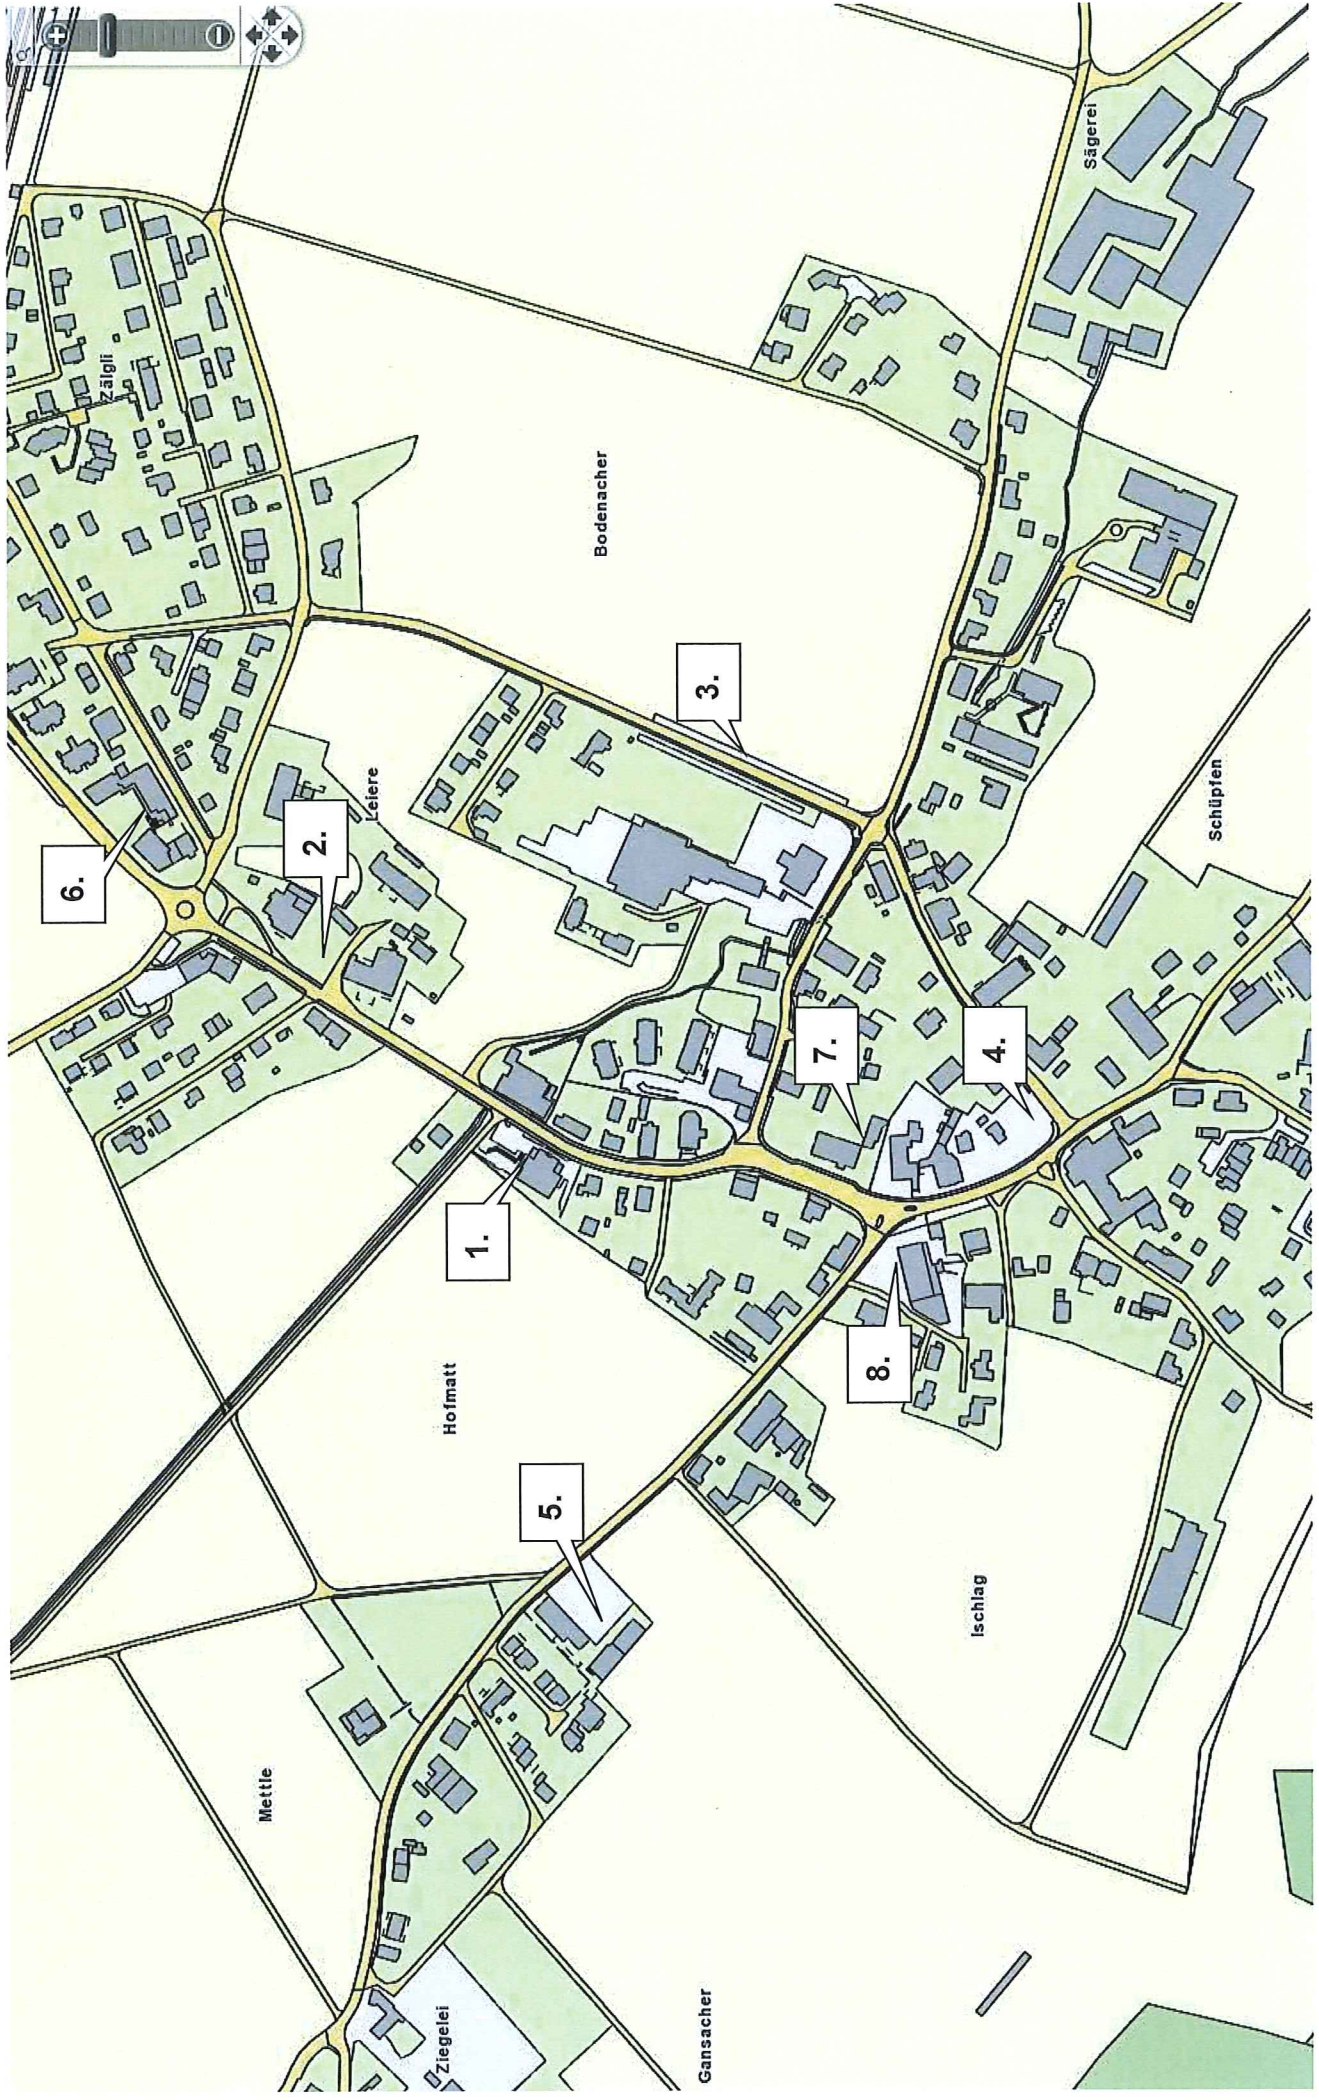 6.
Zälgli
Mettle
2.
Leiere
Ziegelei
Hofmatt
1.
5.
Bodenacher
Gansacher
3.
7.
8.
Ischlag
4.
Sägerei
Schüpfen